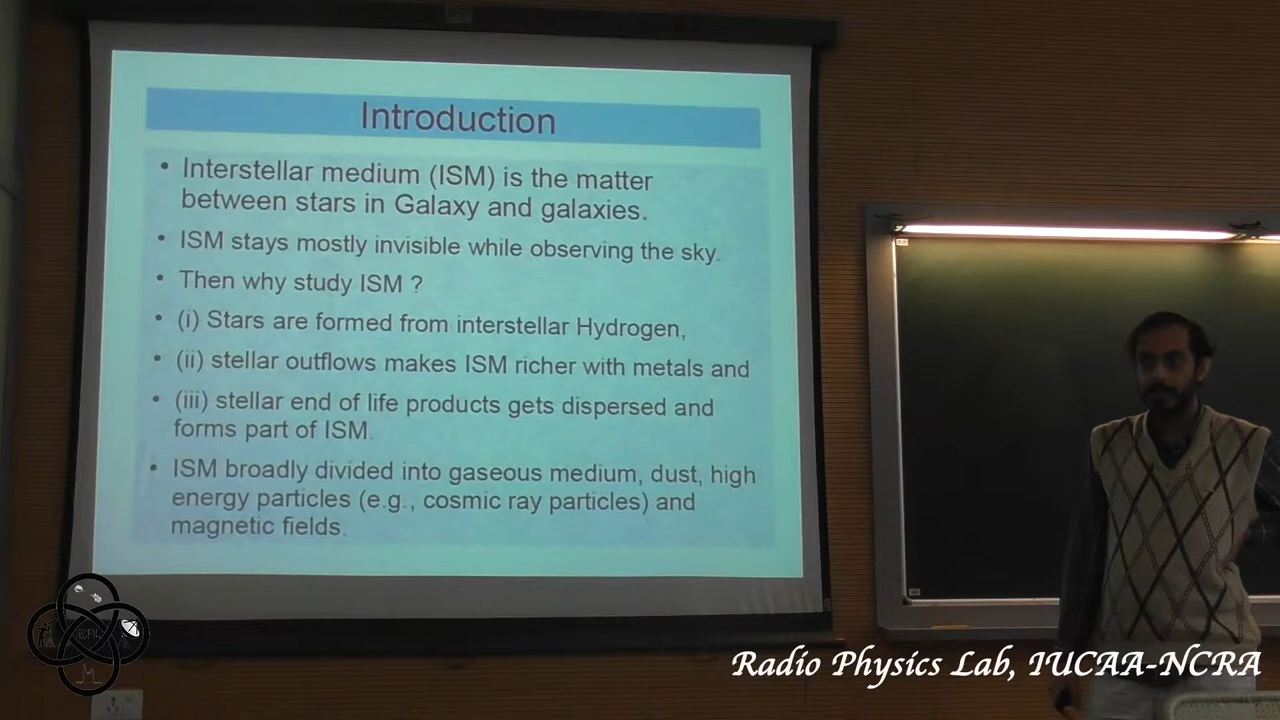 Introduction
• Interstellar medium (ISM) is the matter
between stars in Galaxy and galaxies.
• ISM stays mostly invisible while observing the sky.
• Then why study ISM ?
• (i) Stars are formed from interstellar Hydrogen,
• (ii) stellar outflows makes ISM richer with metals and
• (iii) stellar end of life products gets dispersed and
forms part of ISM.
• ISM broadly divided into gaseous medium, dust, high
energy particles (e.g., cosmic ray particles) and
magnetic fields.
Radio Physics Lab, IUCAA-NCRA